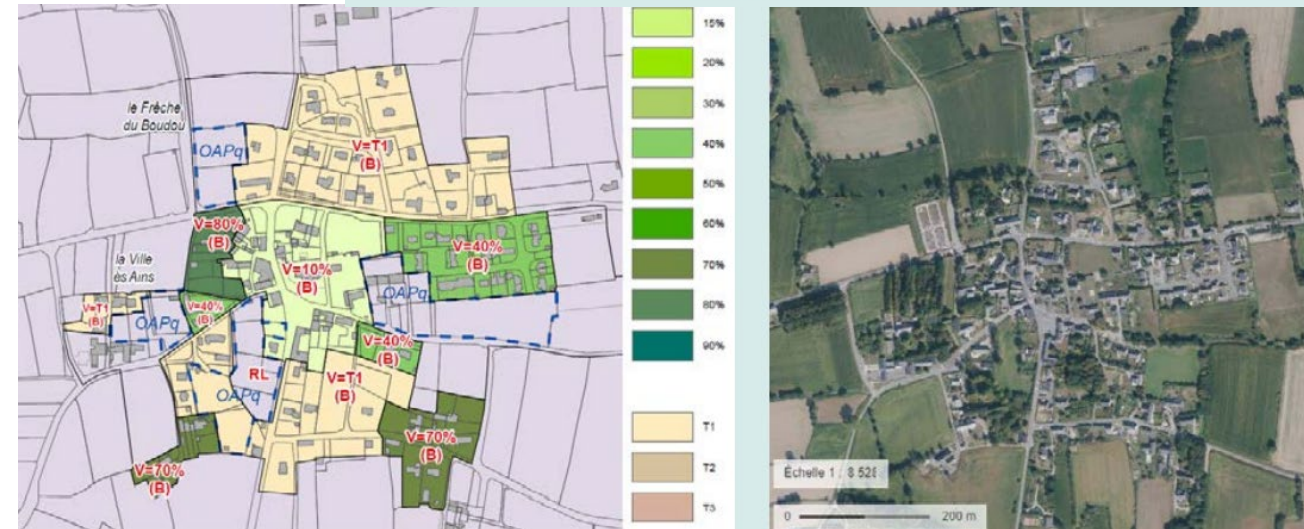 le Frêche
du Boudou
OAPq
V=T1
(B)
V=80%
(B)
V=40%
(B)
la Ville
ès Ains
V=10%
(B)
OAPq
V=T1
(B)
OAPq
V=40%
(B)
V=40%
(B)
RL
OAPq
V=T1
(B)
V=70%
(B)
V=70%
(B)
15%
20%
30%
40%
50%
60%
70%
80%
90%
T1
T2
T3
Échelle 1 : 8 528
0 200 m